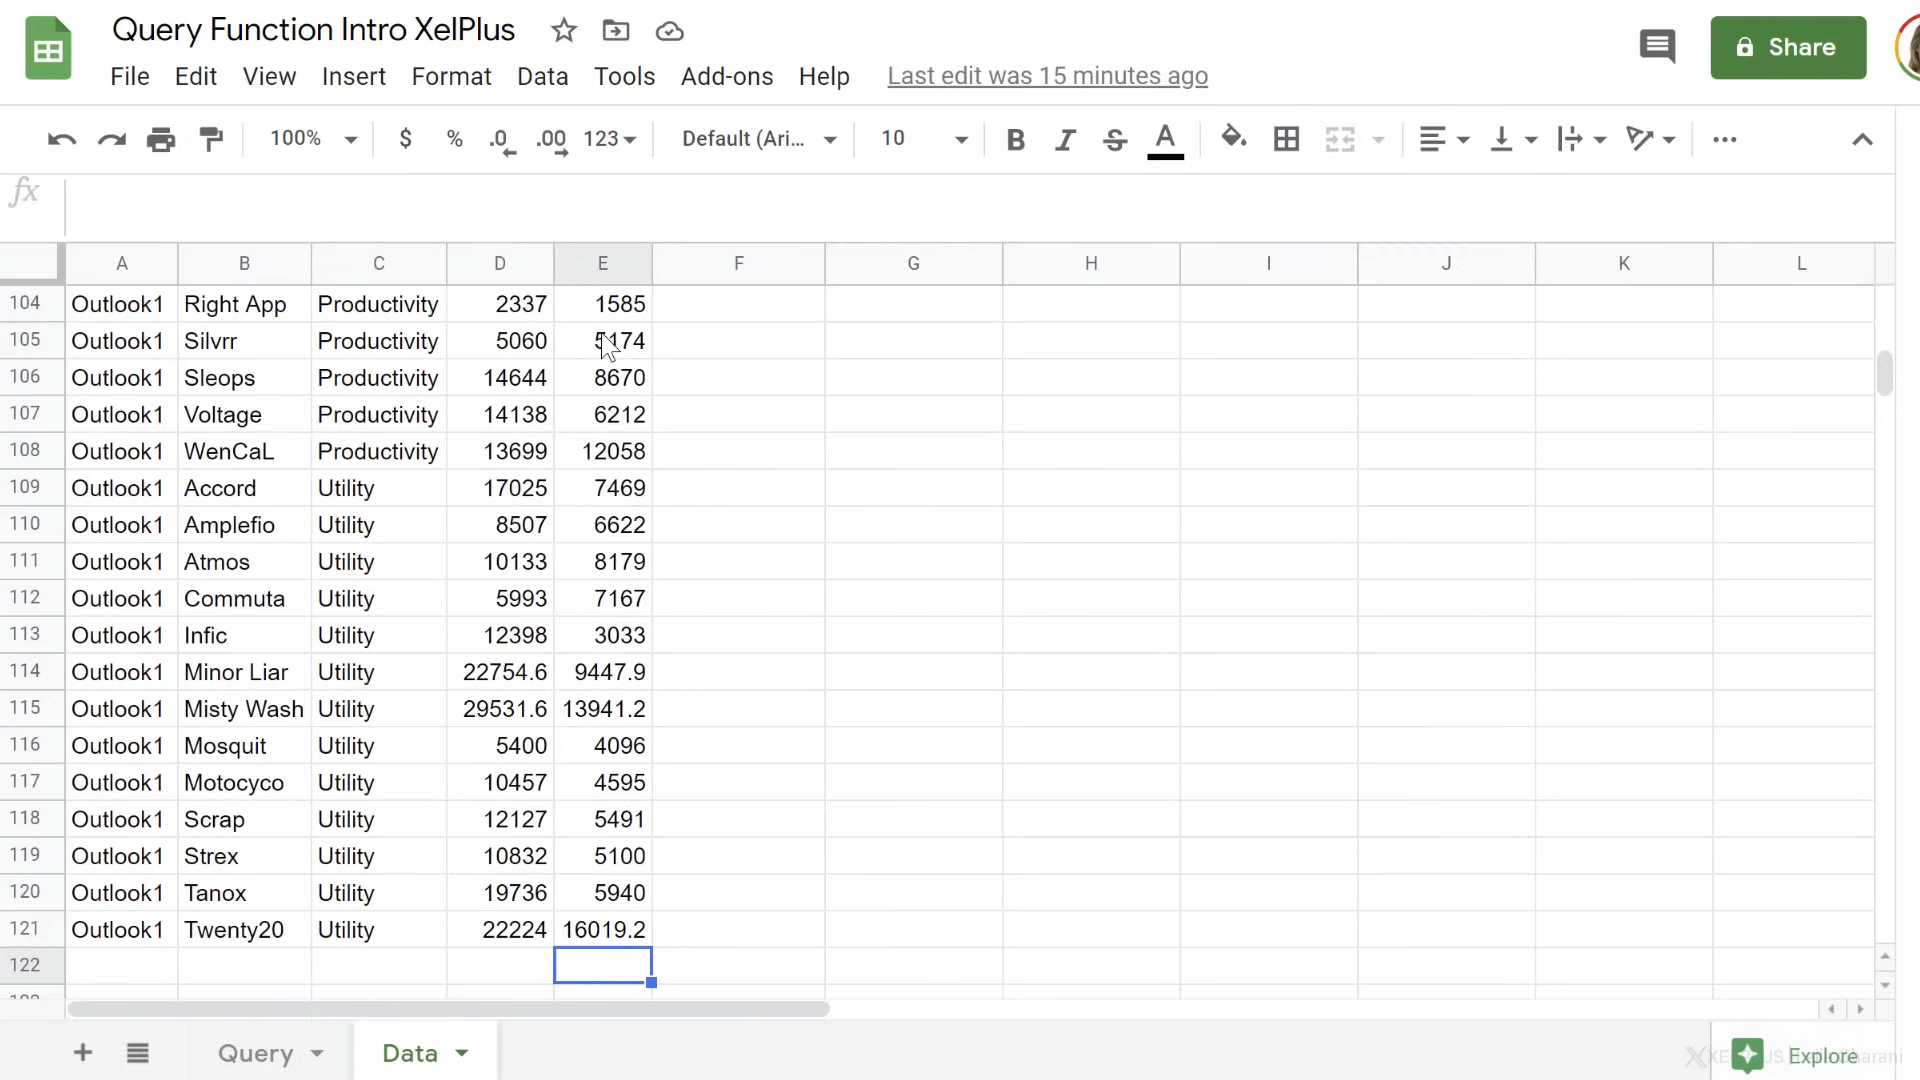 Query Function Intro XelPlus
Share
File Edit View Insert Format Data Tools Add-ons Help Last edit was 15 minutes ago
100% $ % .0 .00 123 Default (Ari... 10 B I S A
fx
A B C D E F G H I J K L
104 Outlook1 Right App Productivity 2337 1585
105 Outlook1 Silvrr Productivity 5060 5174
106 Outlook1 Sleops Productivity 14644 8670
107 Outlook1 Voltage Productivity 14138 6212
108 Outlook1 WenCaL Productivity 13699 12058
109 Outlook1 Accord Utility 17025 7469
110 Outlook1 Amplefio Utility 8507 6622
111 Outlook1 Atmos Utility 10133 8179
112 Outlook1 Commuta Utility 5993 7167
113 Outlook1 Infic Utility 12398 3033
114 Outlook1 Minor Liar Utility 22754.6 9447.9
115 Outlook1 Misty Wash Utility 29531.6 13941.2
116 Outlook1 Mosquit Utility 5400 4096
117 Outlook1 Motocyco Utility 10457 4595
118 Outlook1 Scrap Utility 12127 5491
119 Outlook1 Strex Utility 10832 5100
120 Outlook1 Tanox Utility 19736 5940
121 Outlook1 Twenty20 Utility 22224 16019.2
122
Query Data Explore